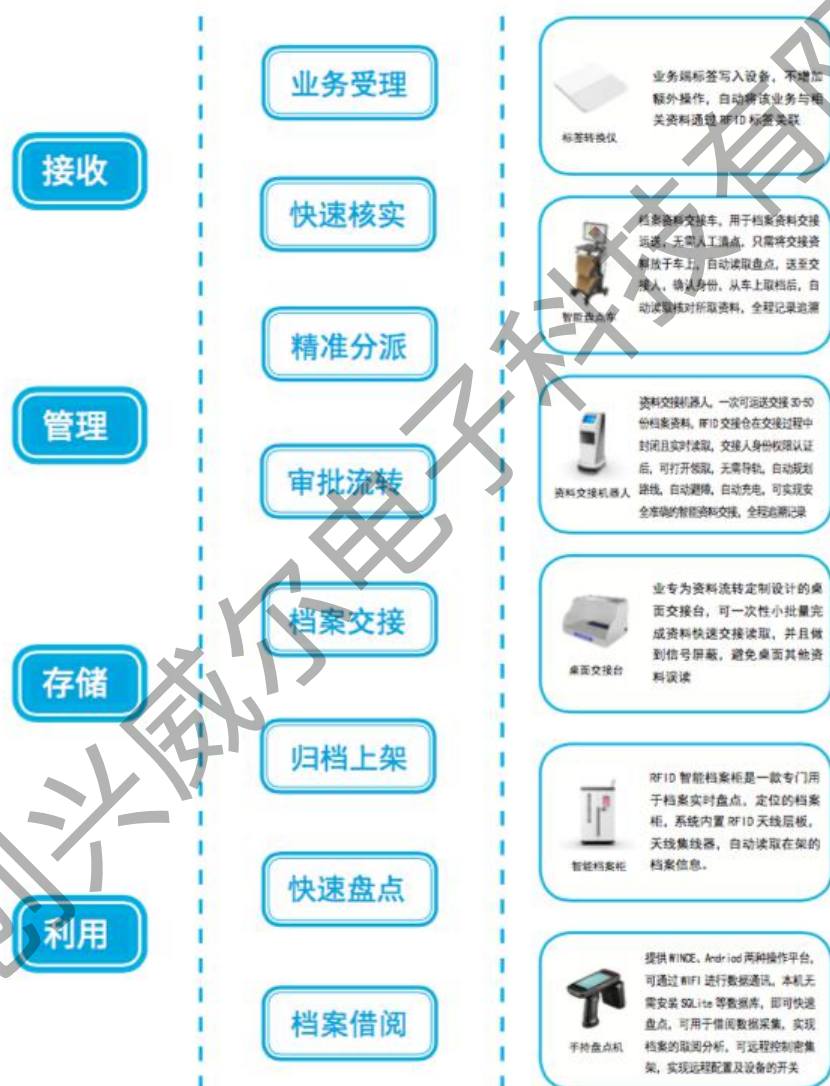 接收
管理
存储
利用
业务受理
快速核实
精准分派
审批流转
档案交接
归档上架
快速盘点
档案借阅
标签转换仪
业务端标签写入设备，不增加
额外操作，自动将该业务与相
关资料通过 RFID 标签关联
智能盘点车
档案资料交接车，用于档案资料交接
运送，无需人工清点，只需将交接资
料放于车上，自动读取盘点，送至交
接人，确认身份，从车上取档后，自
动读取核对所取资料，全程记录追溯
资料交接机器人
资料交接机器人，一次可运送交接 30-50
份档案资料，RFID 交接仓在交接过程中
封闭且实时读取，交接人身份权限认证
后，可打开领取，无需导轨，自动规划
路线，自动避障，自动充电，可实现安
全准确的智能资料交接，全程追溯记录
桌面交接台
业专为资料流转定制设计的桌
面交接台，可一次性小批量完
成资料快速交接读取，并且做
到信号屏蔽，避免桌面其他资
料误读
智能档案柜
RFID 智能档案柜是一款专门用
于档案实时盘点，定位的档案
柜，系统内置 RFID 天线层板，
天线集线器，自动读取在架的
档案信息。
手持盘点机
提供 WINCE、Andriod 两种操作平台，
可通过 WIFI 进行数据通讯，本机无
需安装 SQLite 等数据库，即可快速
盘点，可用于借阅数据采集，实现
档案的取阅分析，可远程控制密集
架，实现远程配置及设备的开关
创兴威尔电子科技有限